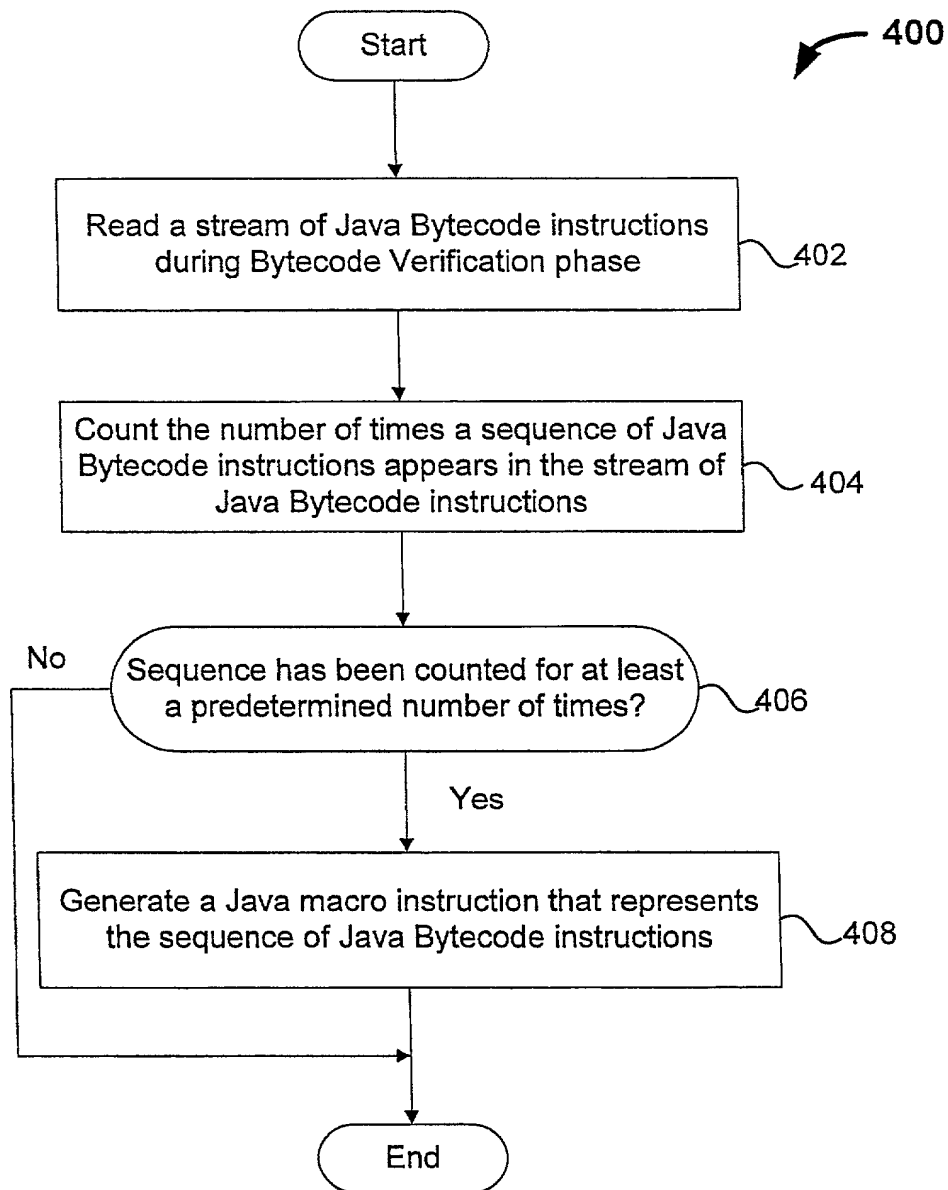 Start
400
Read a stream of Java Bytecode instructions
during Bytecode Verification phase
402
Count the number of times a sequence of Java
Bytecode instructions appears in the stream of
Java Bytecode instructions
404
No
Sequence has been counted for at least
a predetermined number of times?
406
Yes
Generate a Java macro instruction that represents
the sequence of Java Bytecode instructions
408
End